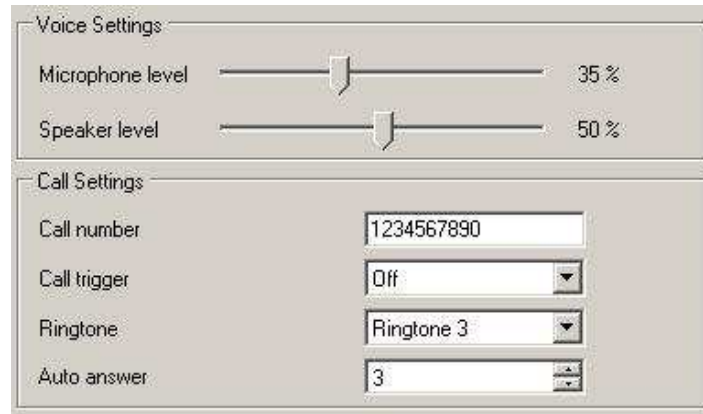 Voice Settings
Microphone level 35 %
Speaker level 50 %
Call Settings
Call number 1234567890
Call trigger Off
Ringtone Ringtone 3
Auto answer 3